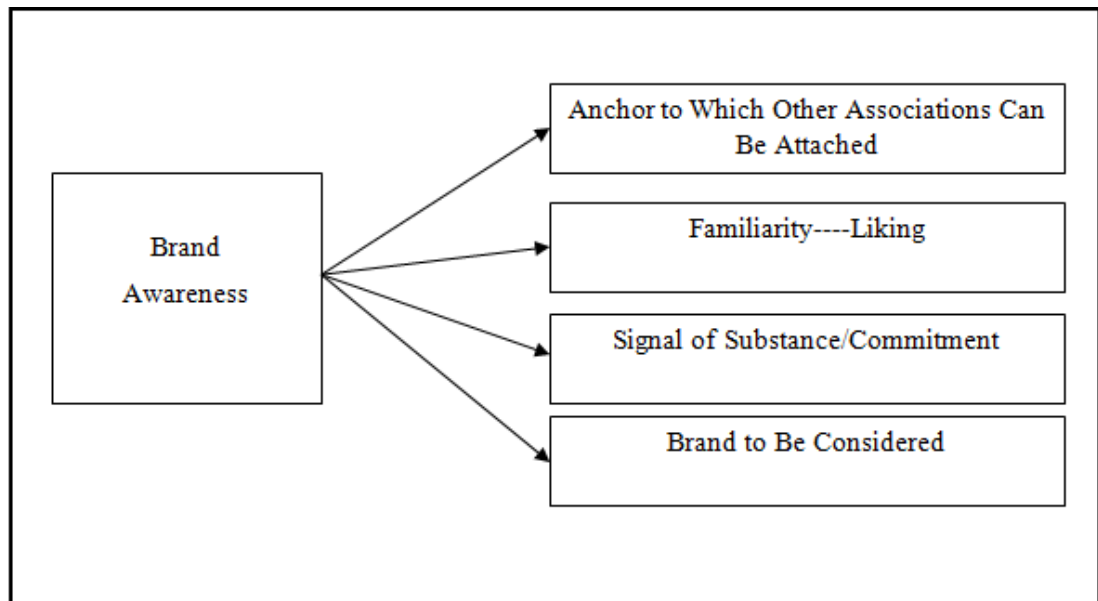 Brand
Awareness
Anchor to Which Other Associations Can
Be Attached
Familiarity----Liking
Signal of Substance/Commitment
Brand to Be Considered